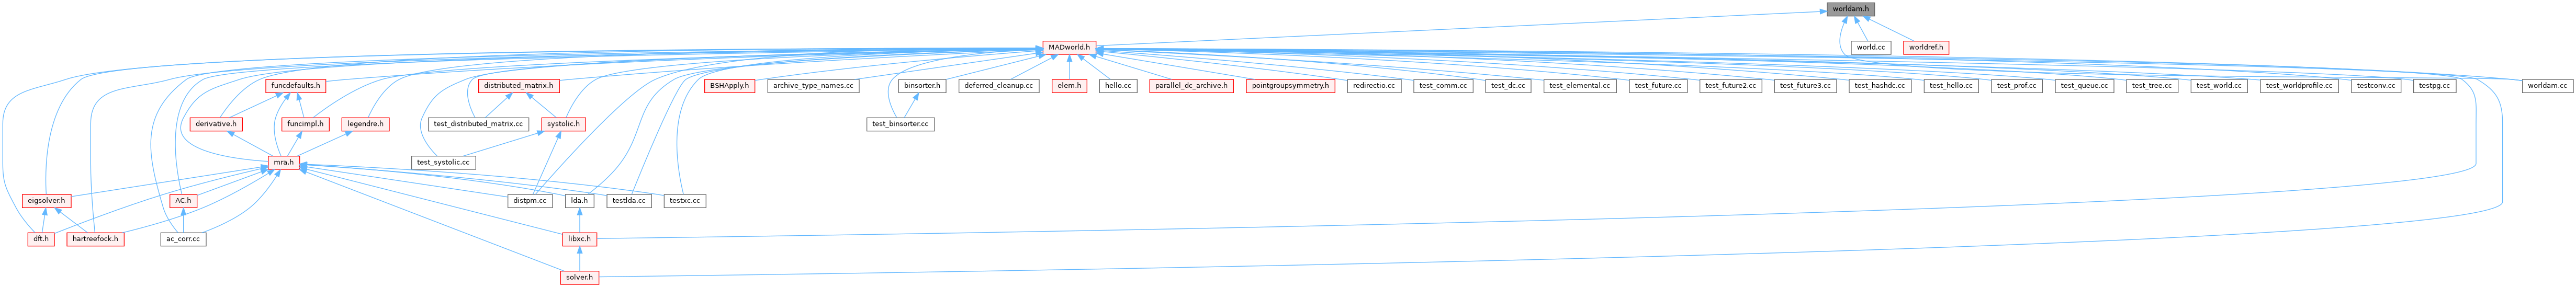 worldam.h
MADworld.h
world.cc
worldref.h
funcdefaults.h
distributed_matrix.h
BSHApply.h
archive_type_names.cc
binsorter.h
deferred_cleanup.cc
elem.h
hello.cc
parallel_dc_archive.h
pointgroupsymmetry.h
redirectio.cc
test_comm.cc
test_dc.cc
test_elemental.cc
test_future.cc
test_future2.cc
test_future3.cc
test_hashdc.cc
test_hello.cc
test_prof.cc
test_queue.cc
test_tree.cc
test_world.cc
test_worldprofile.cc
testconv.cc
testpg.cc
worldam.cc
derivative.h
funcimpl.h
legendre.h
test_distributed_matrix.cc
systolic.h
test_binsorter.cc
mra.h
test_systolic.cc
eigsolver.h
AC.h
distpm.cc
lda.h
testlda.cc
testxc.cc
dft.h
hartreefock.h
ac_corr.cc
libxc.h
solver.h